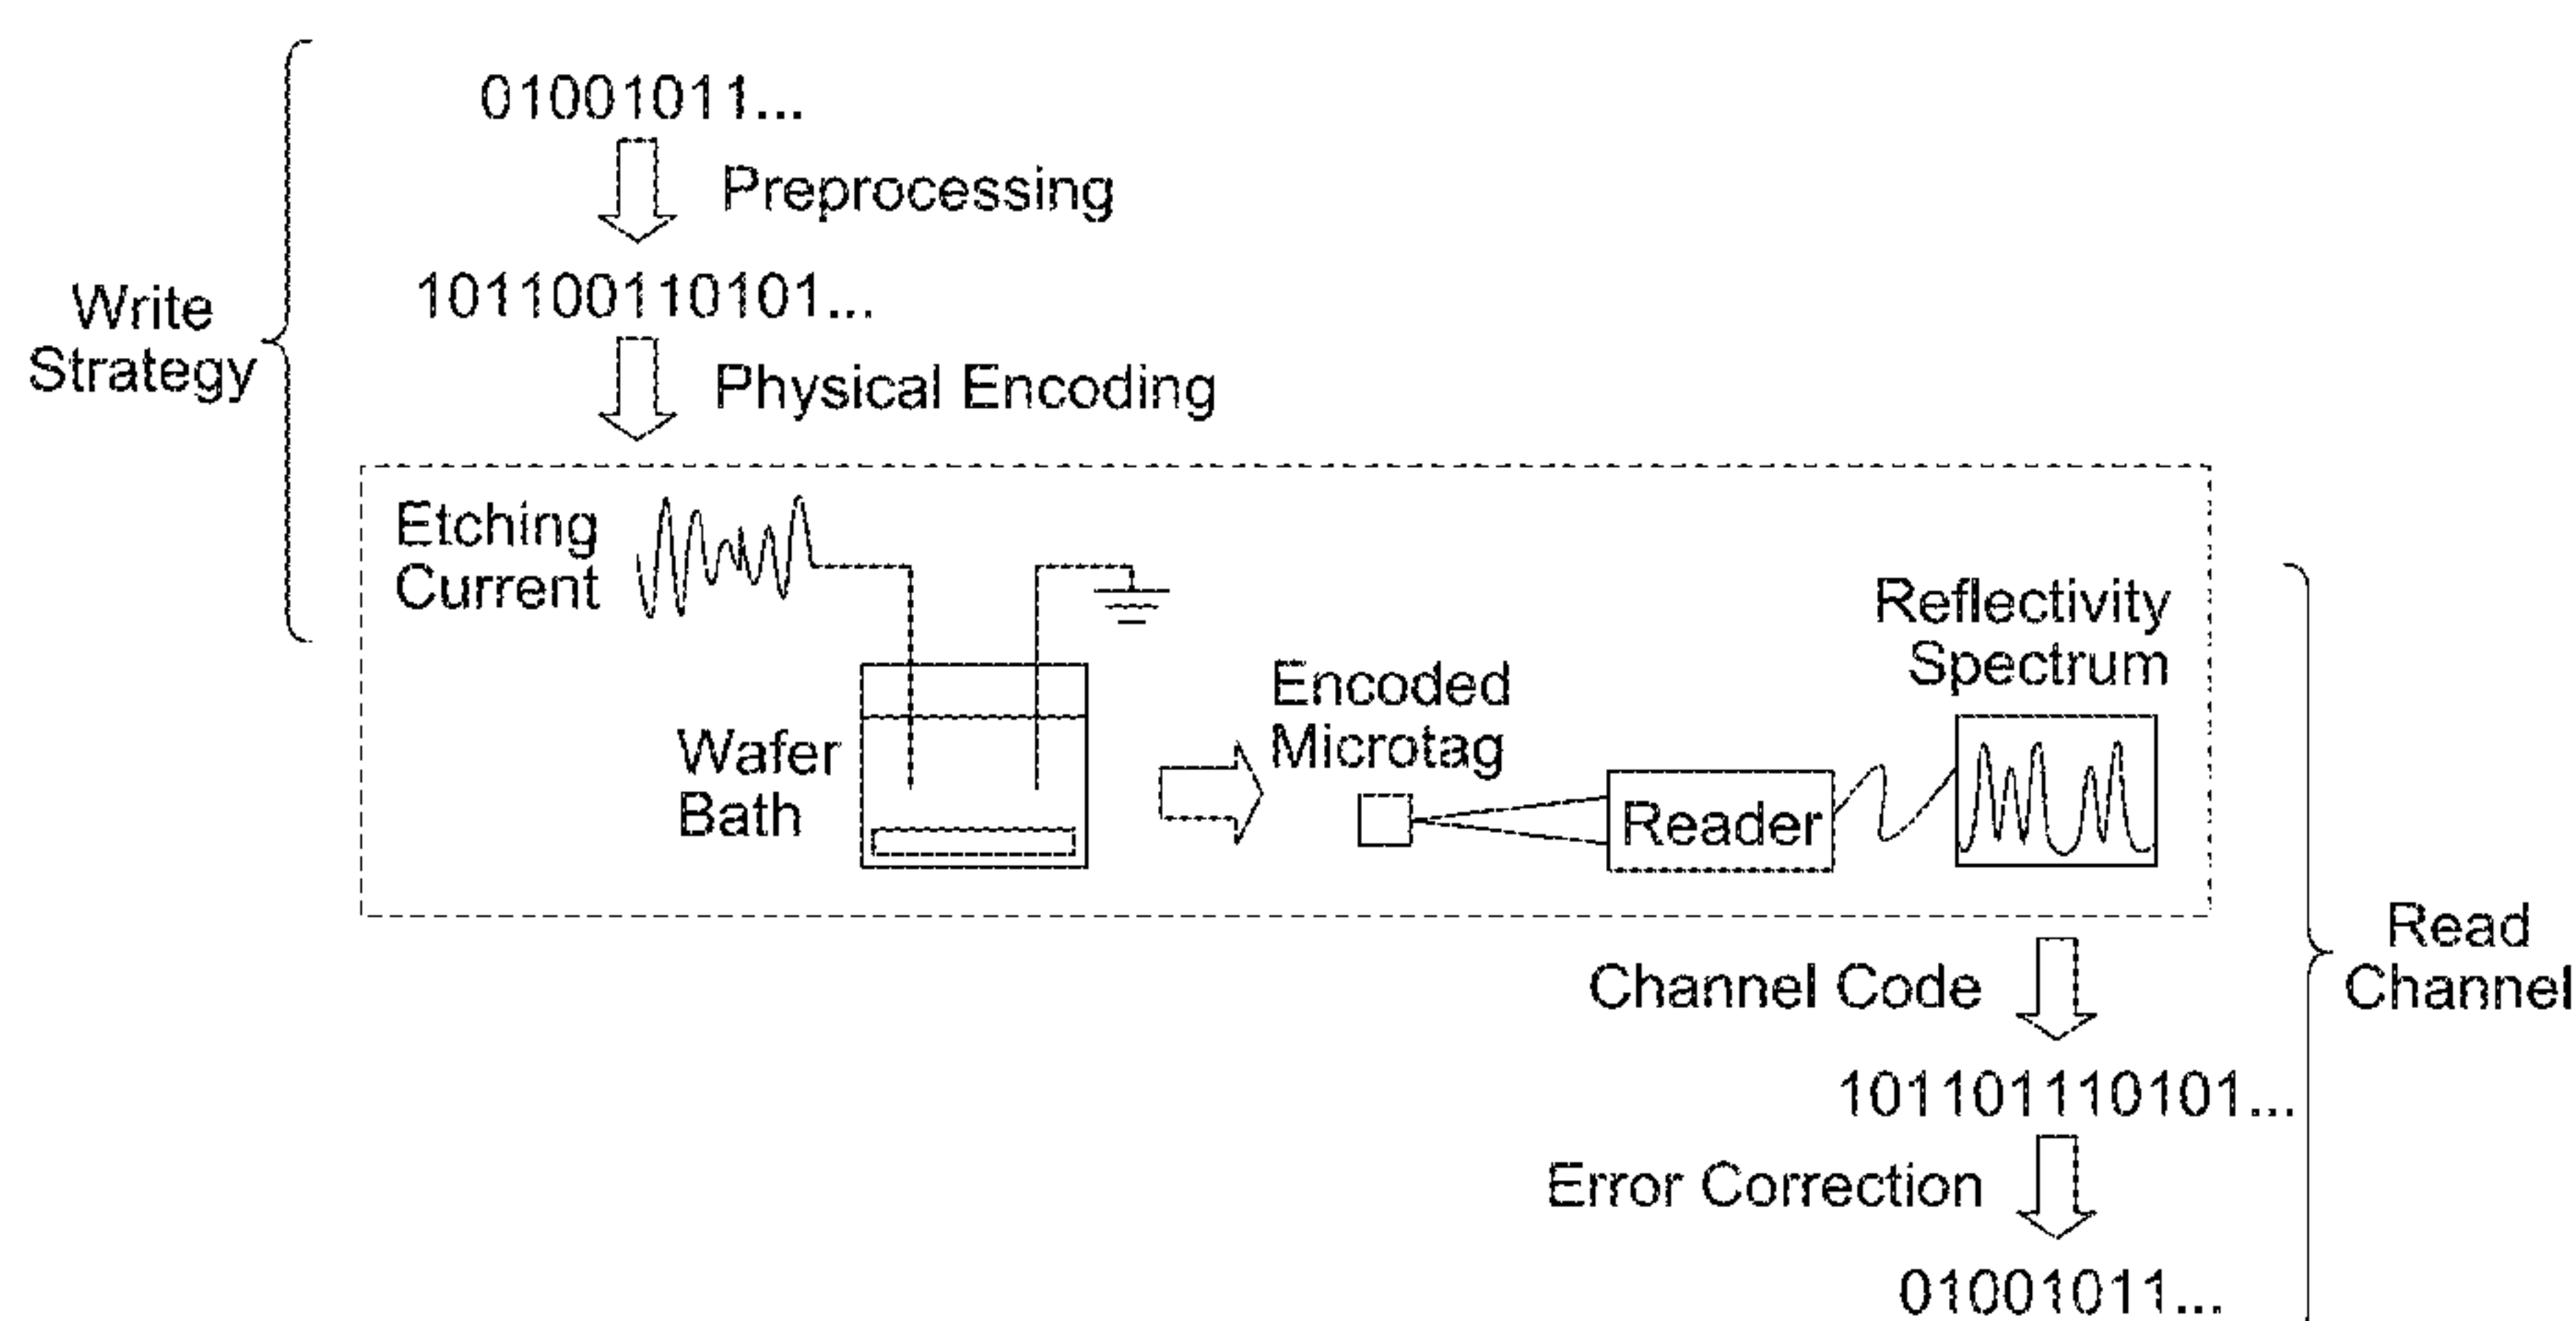 01001011...
Preprocessing
101100110101...
Write
Strategy
Physical Encoding
Etching
Current
Reflectivity
Spectrum
Encoded
Microtag
Wafer
Bath
Reader
Read
Channel
Channel Code
101101110101...
Error Correction
01001011...